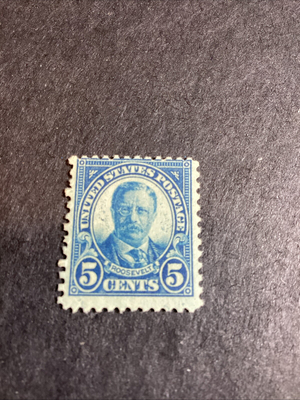 UNITED STATES POSTAGE
ROOSEVELT
5 CENTS 5